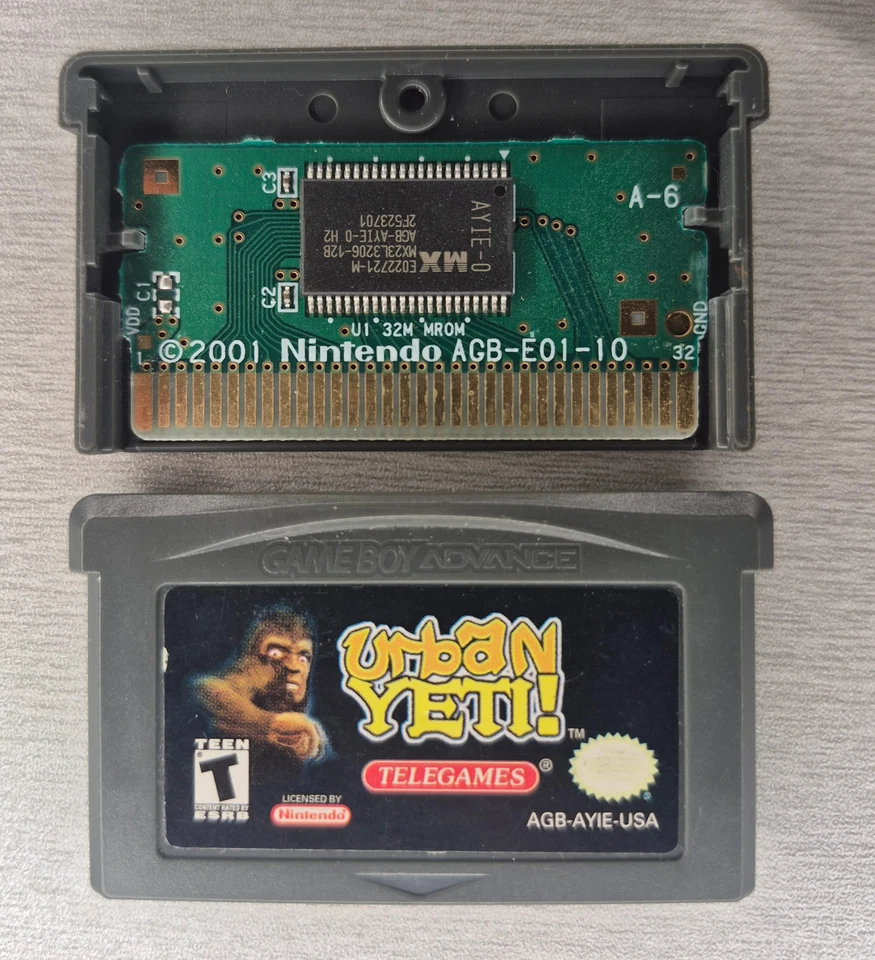 C3
A-6
AYIE-0
MX
E022721-M
MX23L3206-12B
AGB-AYIE-0 H2
2F523701
C2
C1
VDD
GND
U1 32M MROM
©2001 Nintendo AGB-E01-10
1
32
GAME BOY ADVANCE
Urban
YETI!
TM
TELEGAMES®
TEEN
T
CONTENT RATED BY
ESRB
LICENSED BY
Nintendo
AGB-AYIE-USA